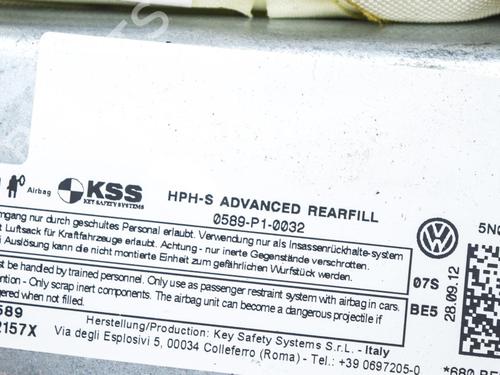 Airbag
KSS
KEY SAFETY SYSTEMS
HPH-S ADVANCED REARFILL
0589-P1-0032
mgang nur durch geschultes Personal erlaubt. Verwendung nur als Insassenrückhalte-system
Luftsack für Kraftfahrzeuge erlaubt. Achtung - nur inerte Gegenstände verschrotten.
i Auslösung kann die nicht montierte Einheit zum gefährlichen Wurfstück werden.
st be handled by trained personnel. Only use as passenger restraint system with airbag in cars.
ention - Only scrap inert components. The airbag unit can become a dangerous projectile if
gered when not filled.
589
2157X
Herstellung/Production: Key Safety Systems S.r.L. - Italy
Via degli Esplosivi 5, 00034 Colleferro (Roma) - Tel.: +39 0697205-0
07S
BE5
28.09.12
5N0
*680 BE